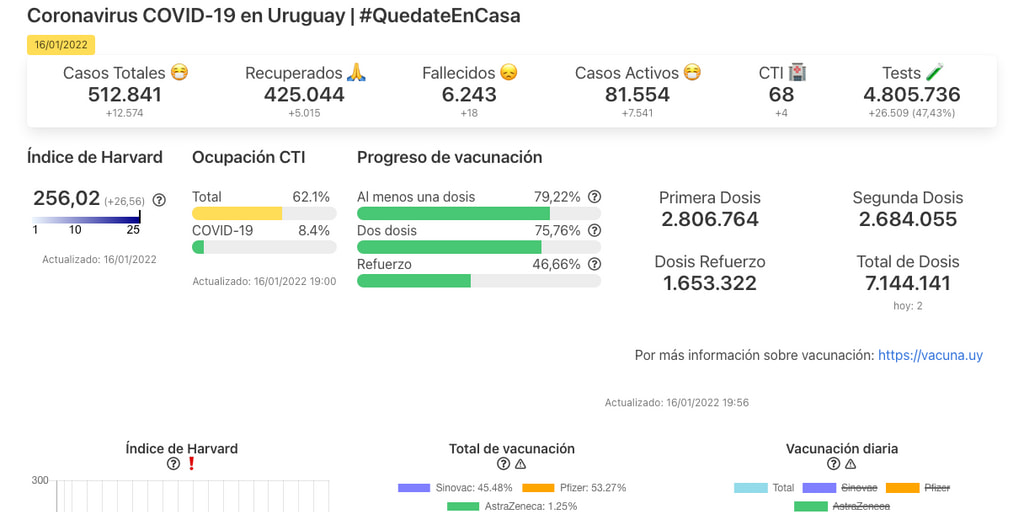 Coronavirus COVID-19 en Uruguay | #QuedateEnCasa
16/01/2022
Casos Totales
512.841
+12.574
Recuperados
425.044
+5.015
Fallecidos
6.243
+18
Casos Activos
81.554
+7.541
CTI
68
+4
Tests
4.805.736
+26.509 (47,43%)
Índice de Harvard
256,02 (+26,56)
1 10 25
Actualizado: 16/01/2022
Ocupación CTI
Total 62.1%
COVID-19 8.4%
Actualizado: 16/01/2022 19:00
Progreso de vacunación
Al menos una dosis 79,22%
Dos dosis 75,76%
Refuerzo 46,66%
Primera Dosis
2.806.764
Segunda Dosis
2.684.055
Dosis Refuerzo
1.653.322
Total de Dosis
7.144.141
hoy: 2
Por más información sobre vacunación: https://vacuna.uy
Actualizado: 16/01/2022 19:56
Índice de Harvard
300
Total de vacunación
Sinovac: 45.48% Pfizer: 53.27%
AstraZeneca: 1.25%
Vacunación diaria
Total Sinovac Pfizer
AstraZeneca